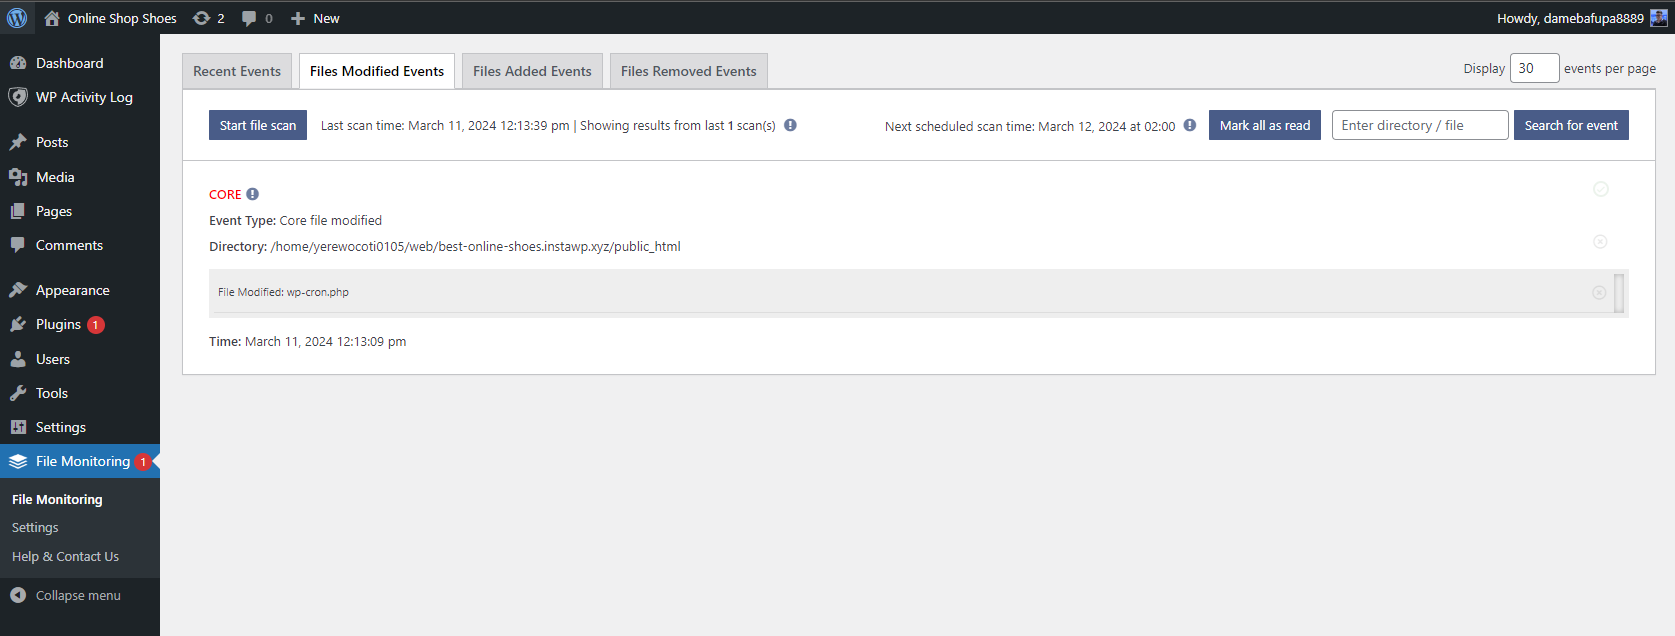 Online Shop Shoes 2 0 New Howdy, damebafupa8889
Dashboard
WP Activity Log
Posts
Media
Pages
Comments
Appearance
Plugins 1
Users
Tools
Settings
File Monitoring 1
File Monitoring
Settings
Help & Contact Us
Collapse menu
Recent Events Files Modified Events Files Added Events Files Removed Events Display 30 events per page
Start file scan Last scan time: March 11, 2024 12:13:39 pm | Showing results from last 1 scan(s) Next scheduled scan time: March 12, 2024 at 02:00 Mark all as read Enter directory / file Search for event
CORE
Event Type: Core file modified
Directory: /home/yerewocoti0105/web/best-online-shoes.instawp.xyz/public_html
File Modified: wp-cron.php
Time: March 11, 2024 12:13:09 pm